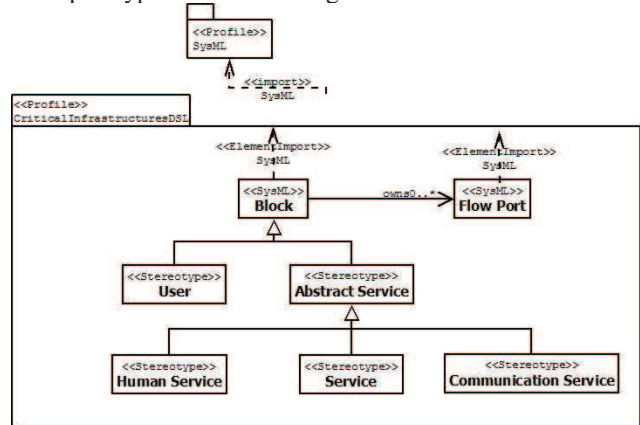 <<Profile>>
SysML
<<import>>
SysML
<<Profile>>
CriticalInfrastructuresDSL
<<ElementImport>>
SysML
<<ElementImport>>
SysML
<<SysML>>
Block
owns0..*
<<SysML>>
Flow Port
<<Stereotype>>
User
<<Stereotype>>
Abstract Service
<<Stereotype>>
Human Service
<<Stereotype>>
Service
<<Stereotype>>
Communication Service